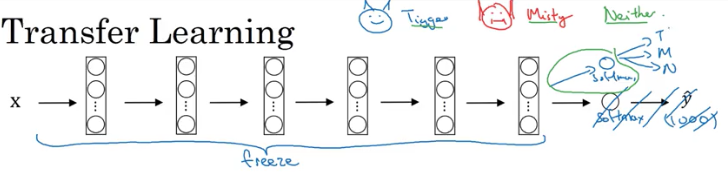 Tigger Misty Neither.
Transfer Learning
T
M
N
softmax
x
softmax ŷ
(1000)
freeze